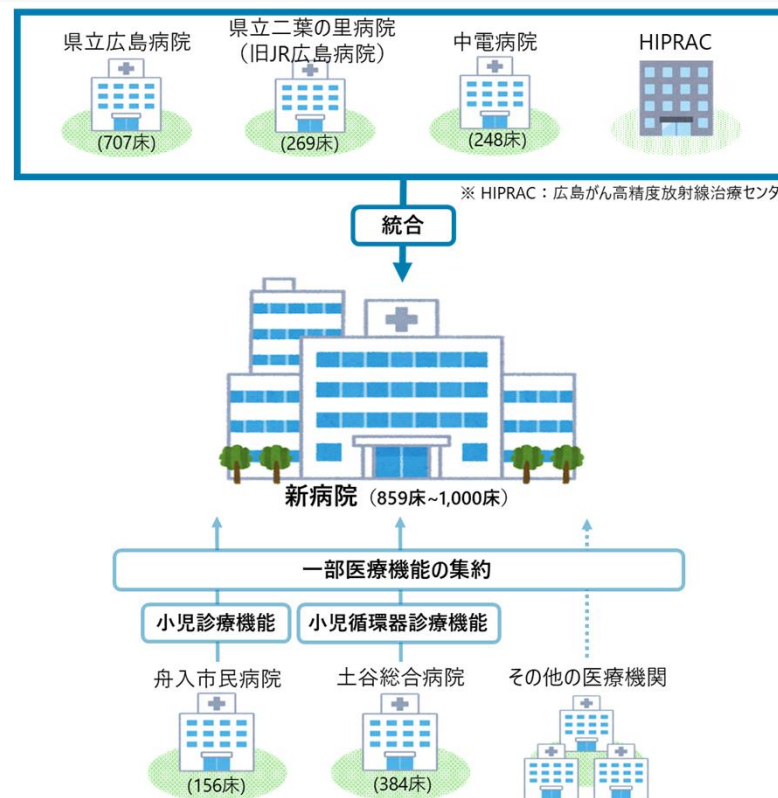 県立広島病院
県立二葉の里病院
（旧JR広島病院）
中電病院
HIPRAC
(707床)
(269床)
(248床)
※ HIPRAC：広島がん高精度放射線治療センタ
統合
新病院（859床~1,000床）
一部医療機能の集約
小児診療機能
小児循環器診療機能
舟入市民病院
土谷総合病院
その他の医療機関
(156床)
(384床)